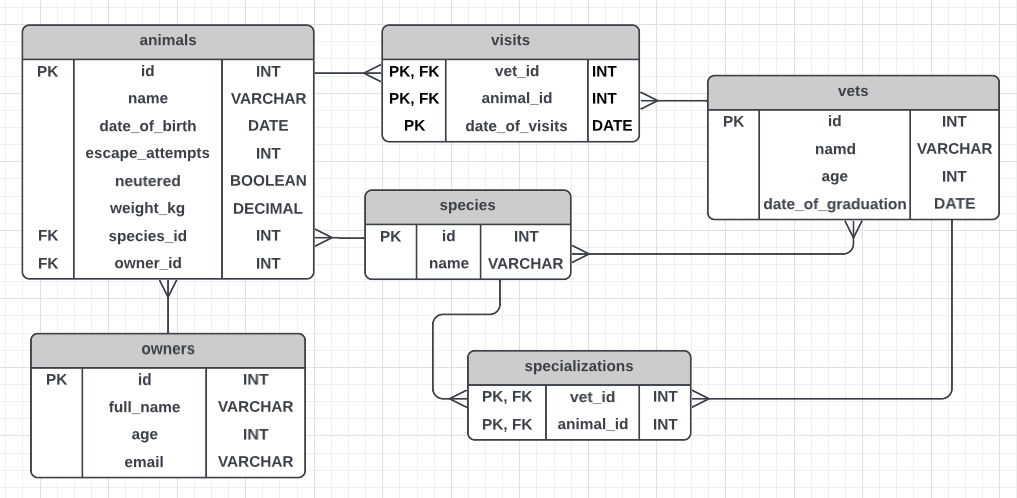 animals
PK id INT
name VARCHAR
date_of_birth DATE
escape_attempts INT
neutered BOOLEAN
weight_kg DECIMAL
FK species_id INT
FK owner_id INT
visits
PK, FK vet_id INT
PK, FK animal_id INT
PK date_of_visits DATE
vets
PK id INT
namd VARCHAR
age INT
date_of_graduation DATE
species
PK id INT
name VARCHAR
owners
PK id INT
full_name VARCHAR
age INT
email VARCHAR
specializations
PK, FK vet_id INT
PK, FK animal_id INT